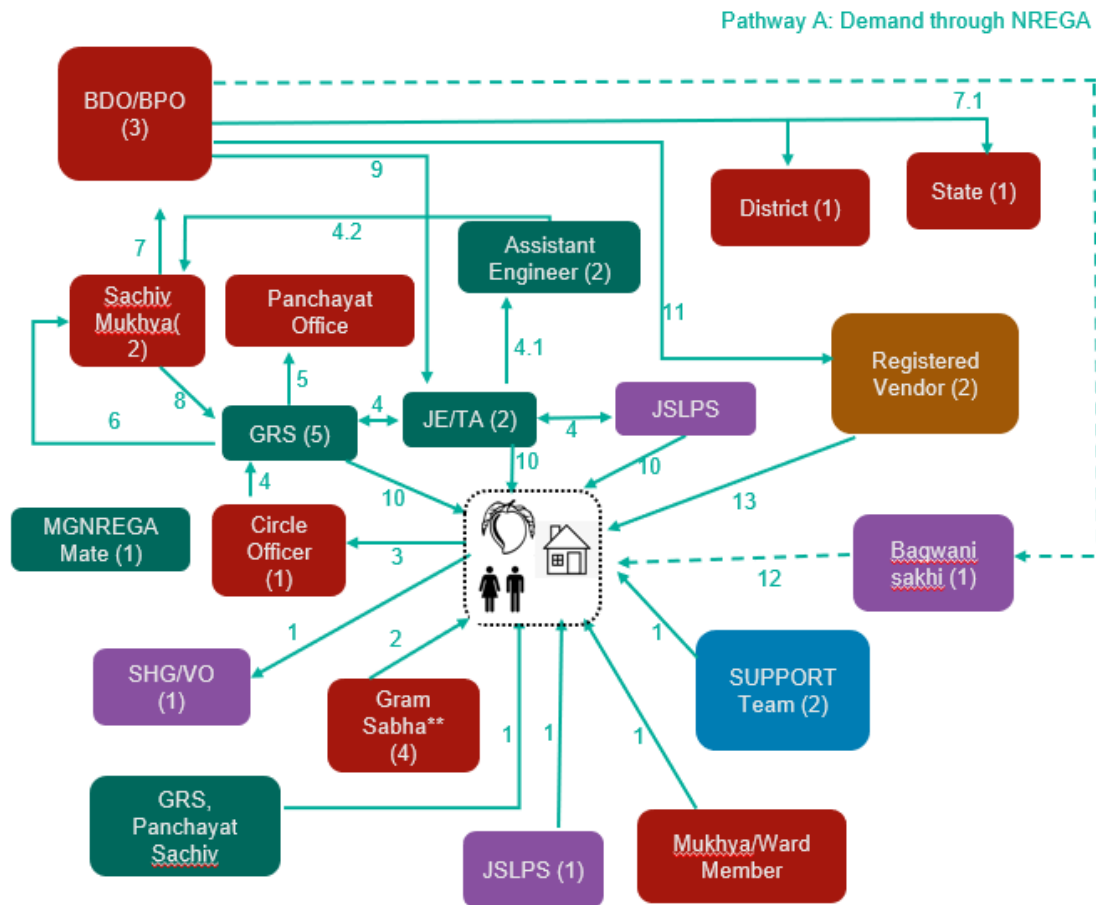 Pathway A: Demand through NREGA
BDO/BPO
(3)
7.1
9
11
District (1)
State (1)
7
4.2
Assistant
Engineer (2)
Sachiv
Mukhya(
2)
Panchayat
Office
4.1
Registered
Vendor (2)
8
5
6
GRS (5)
4
JE/TA (2)
4
JSLPS
4
10
10
10
13
MGNREGA
Mate (1)
Circle
Officer
(1)
3
Bagwani
sakhi (1)
12
1
2
1
SHG/VO
(1)
Gram
Sabha**
(4)
SUPPORT
Team (2)
1
1
1
GRS,
Panchayat
Sachiv
JSLPS (1)
Mukhya/Ward
Member